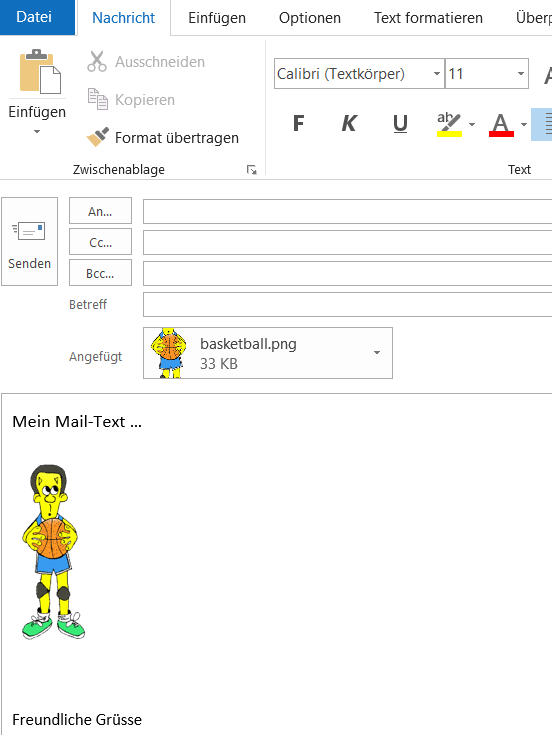 Datei Nachricht Einfügen Optionen Text formatieren
Ausschneiden
Kopieren
Format übertragen
Einfügen
Zwischenablage
Calibri (Textkörper) 11
F K U ab A
Text
Senden
An...
Cc...
Bcc...
Betreff
Angefügt
basketball.png
33 KB
Mein Mail-Text ...
Freundliche Grüsse